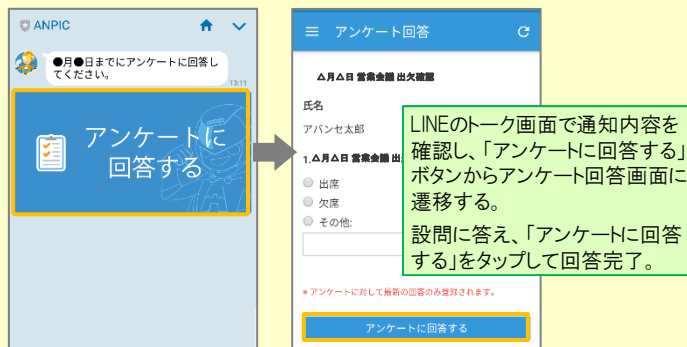 ANPIC
●月●日までにアンケートに回答し
てください。
13:11
アンケートに
回答する
アンケート回答
△月△日 営業会議 出欠確認
氏名
アバンセ太郎
1.△月△日 営業会議 出
出席
欠席
その他:
* アンケートに対して最新の回答のみ登録されます。
アンケートに回答する
LINEのトーク画面で通知内容を
確認し、「アンケートに回答する」
ボタンからアンケート回答画面に
遷移する。
設問に答え、「アンケートに回答
する」をタップして回答完了。